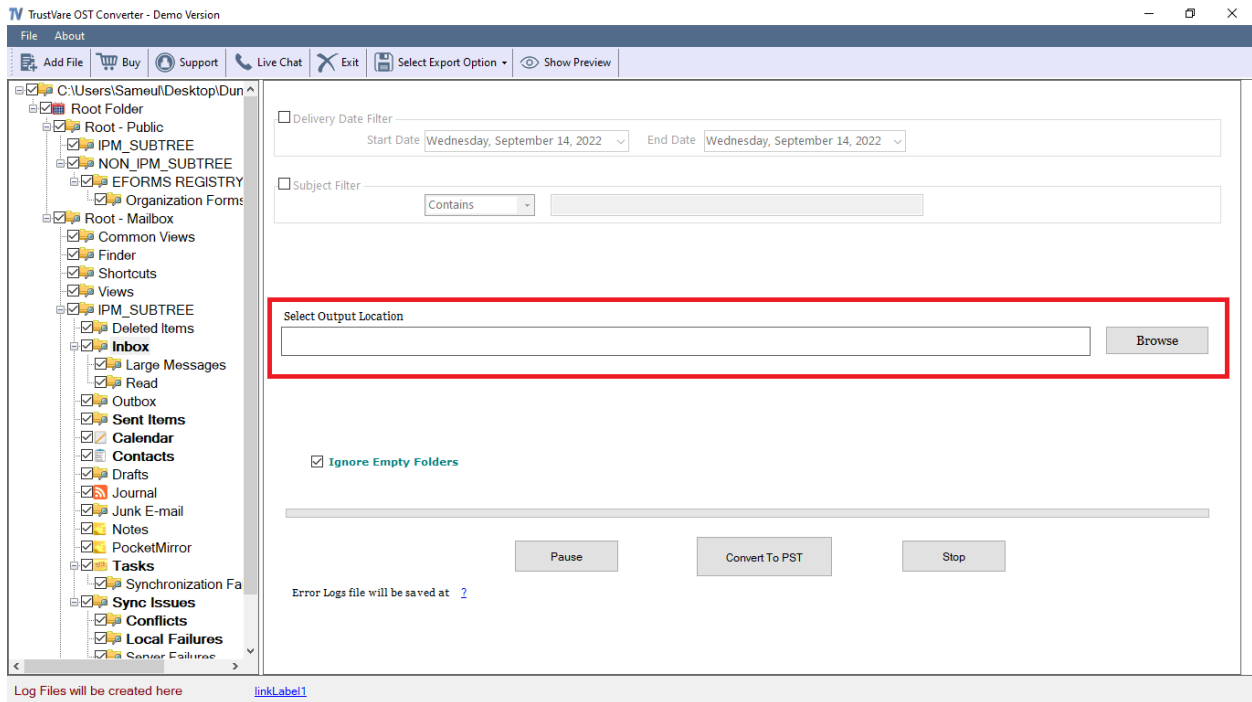 TV TrustVare OST Converter - Demo Version
File About
Add File Buy Support Live Chat Exit Select Export Option Show Preview
C:\Users\Sameul\Desktop\Dun
Root Folder
Root - Public
IPM_SUBTREE
NON_IPM_SUBTREE
EFORMS REGISTRY
Organization Forms
Root - Mailbox
Common Views
Finder
Shortcuts
Views
IPM_SUBTREE
Deleted Items
Inbox
Large Messages
Read
Outbox
Sent Items
Calendar
Contacts
Drafts
Journal
Junk E-mail
Notes
PocketMirror
Tasks
Synchronization Fa
Sync Issues
Conflicts
Local Failures
Server Failures
Delivery Date Filter
Start Date Wednesday, September 14, 2022 End Date Wednesday, September 14, 2022
Subject Filter
Contains
Select Output Location
Browse
Ignore Empty Folders
Pause Convert To PST Stop
Error Logs file will be saved at ?
Log Files will be created here linkLabel1